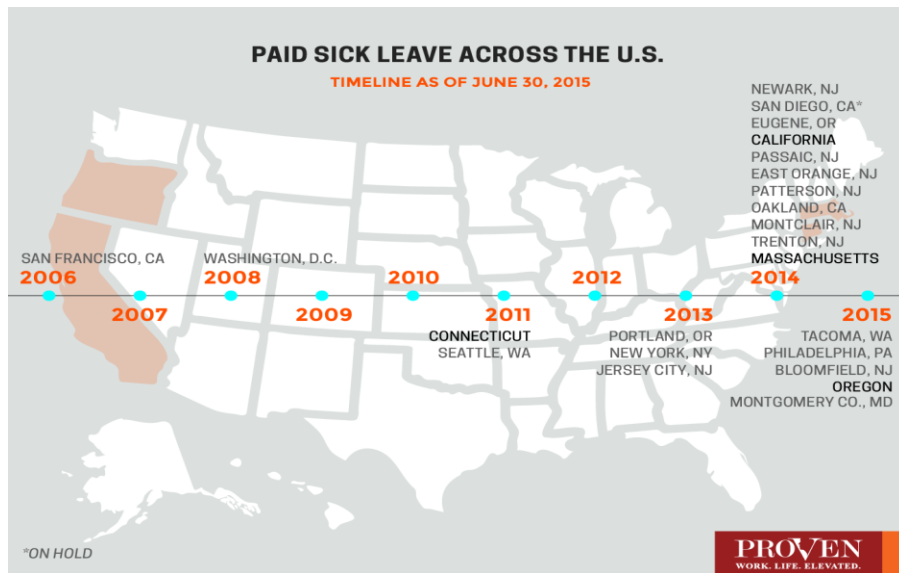 PAID SICK LEAVE ACROSS THE U.S.
TIMELINE AS OF JUNE 30, 2015
NEWARK, NJ
SAN DIEGO, CA*
EUGENE, OR
CALIFORNIA
PASSAIC, NJ
EAST ORANGE, NJ
PATTERSON, NJ
OAKLAND, CA
MONTCLAIR, NJ
TRENTON, NJ
MASSACHUSETTS
SAN FRANCISCO, CA
WASHINGTON, D.C.
2006
2008
2010
2012
2014
2007
2009
2011
2013
2015
CONNECTICUT
SEATTLE, WA
PORTLAND, OR
NEW YORK, NY
JERSEY CITY, NJ
TACOMA, WA
PHILADELPHIA, PA
BLOOMFIELD, NJ
OREGON
MONTGOMERY CO., MD
*ON HOLD
PROVEN
WORK. LIFE. ELEVATED.